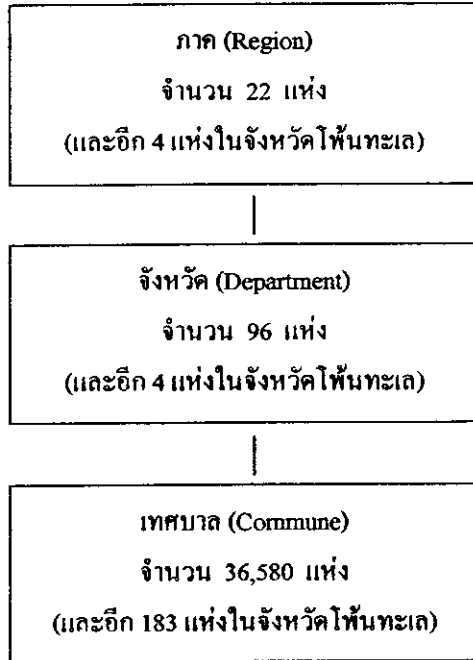 ภาค (Region)
จำนวน 22 แห่ง
(และอีก 4 แห่งในจังหวัดโพ้นทะเล)
จังหวัด (Department)
จำนวน 96 แห่ง
(และอีก 4 แห่งในจังหวัดโพ้นทะเล)
เทศบาล (Commune)
จำนวน 36,580 แห่ง
(และอีก 183 แห่งในจังหวัดโพ้นทะเล)